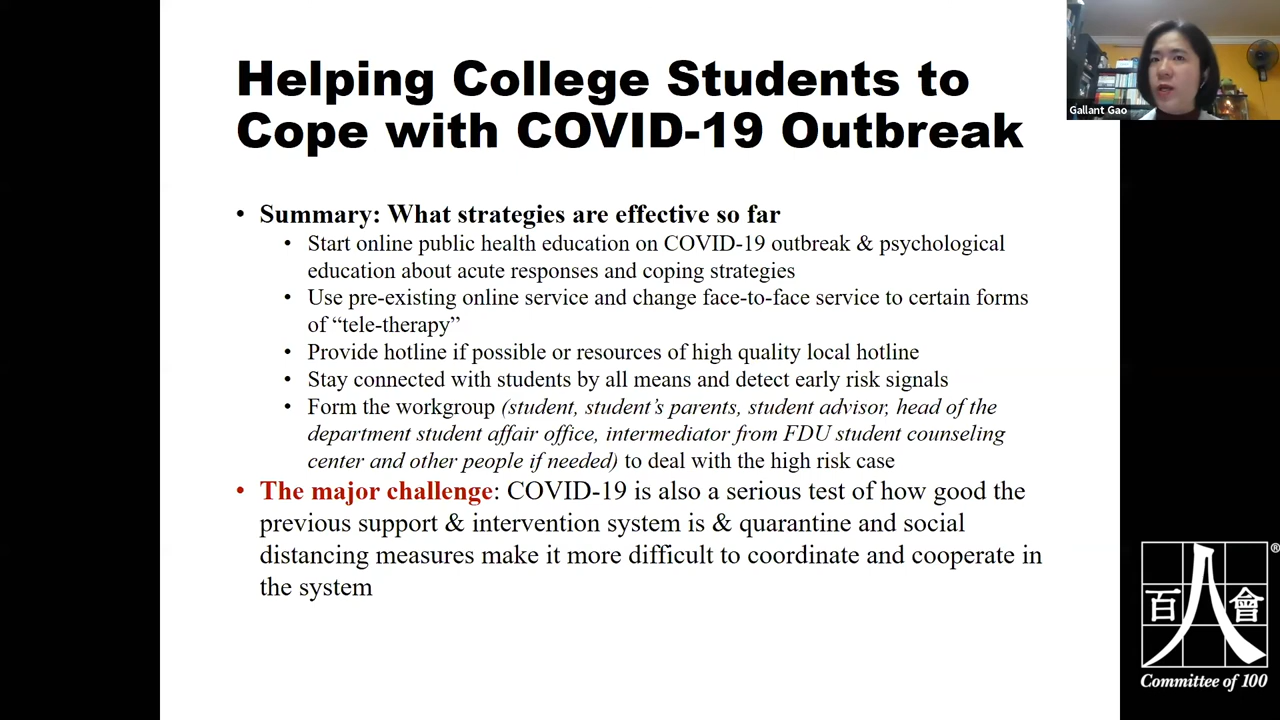 Helping College Students to
Cope with COVID-19 Outbreak
Gallant Gao
• Summary: What strategies are effective so far
• Start online public health education on COVID-19 outbreak & psychological
education about acute responses and coping strategies
• Use pre-existing online service and change face-to-face service to certain forms
of “tele-therapy”
• Provide hotline if possible or resources of high quality local hotline
• Stay connected with students by all means and detect early risk signals
• Form the workgroup (student, student’s parents, student advisor, head of the
department student affair office, intermediator from FDU student counseling
center and other people if needed) to deal with the high risk case
• The major challenge: COVID-19 is also a serious test of how good the
previous support & intervention system is & quarantine and social
distancing measures make it more difficult to coordinate and cooperate in
the system
百人會®
Committee of 100